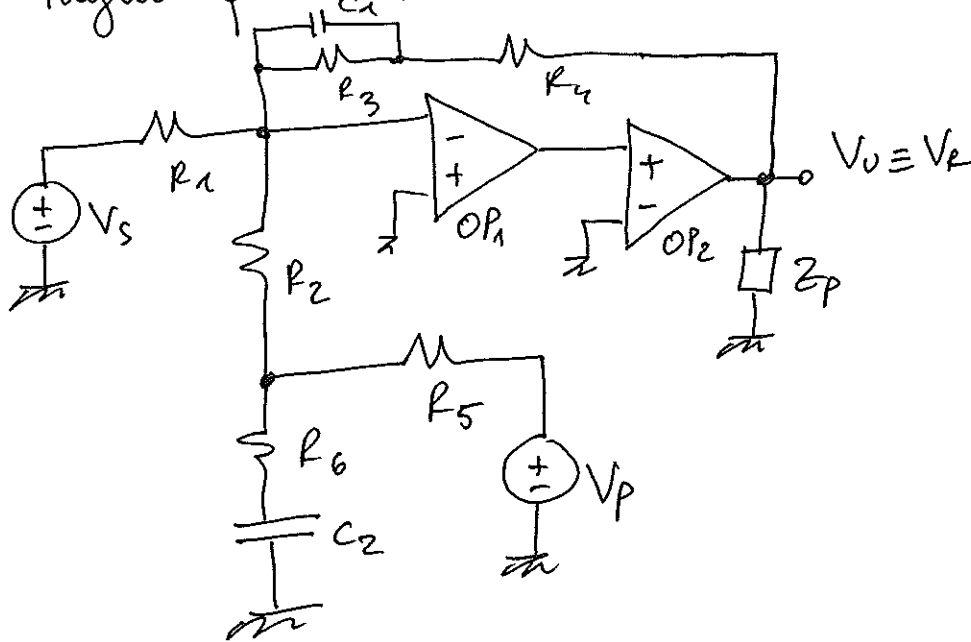 C1
R3
R4
R1
-
+
OP1
+
-
OP2
VU ≡ VR
+
-
VS
R2
ZP
R5
R6
+
-
VP
C2